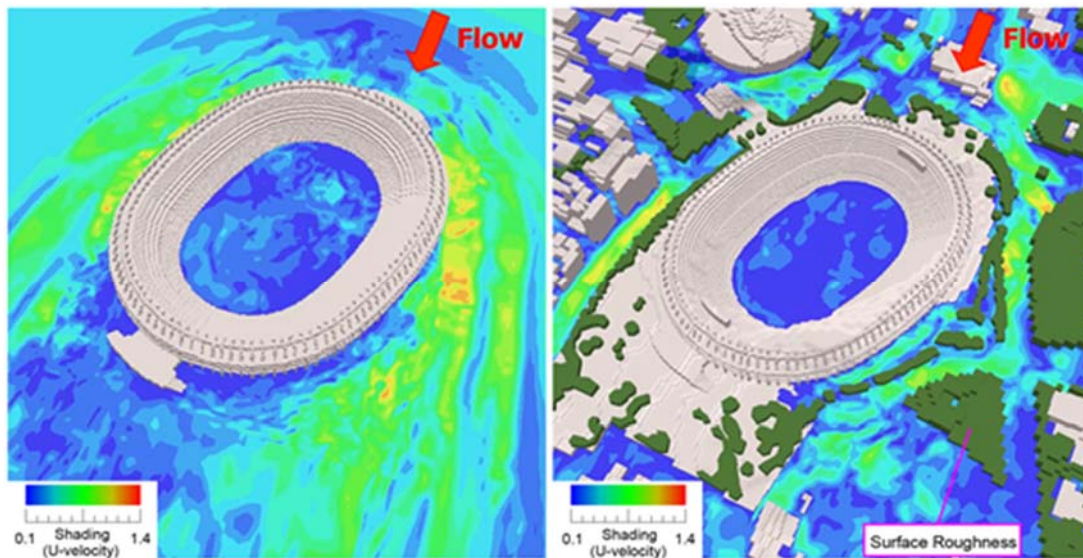 Flow
Flow
0.1
Shading
(U-velocity)
1.4
0.1
Shading
(U-velocity)
1.4
Surface Roughness